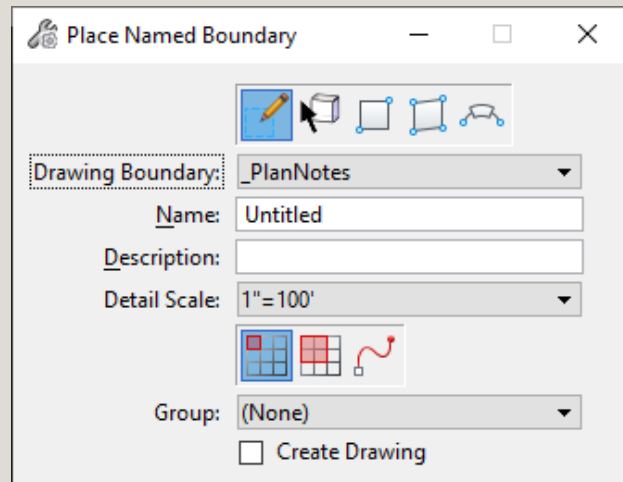 Place Named Boundary
Drawing Boundary: _PlanNotes
Name: Untitled
Description:
Detail Scale: 1"=100'
Group: (None)
Create Drawing